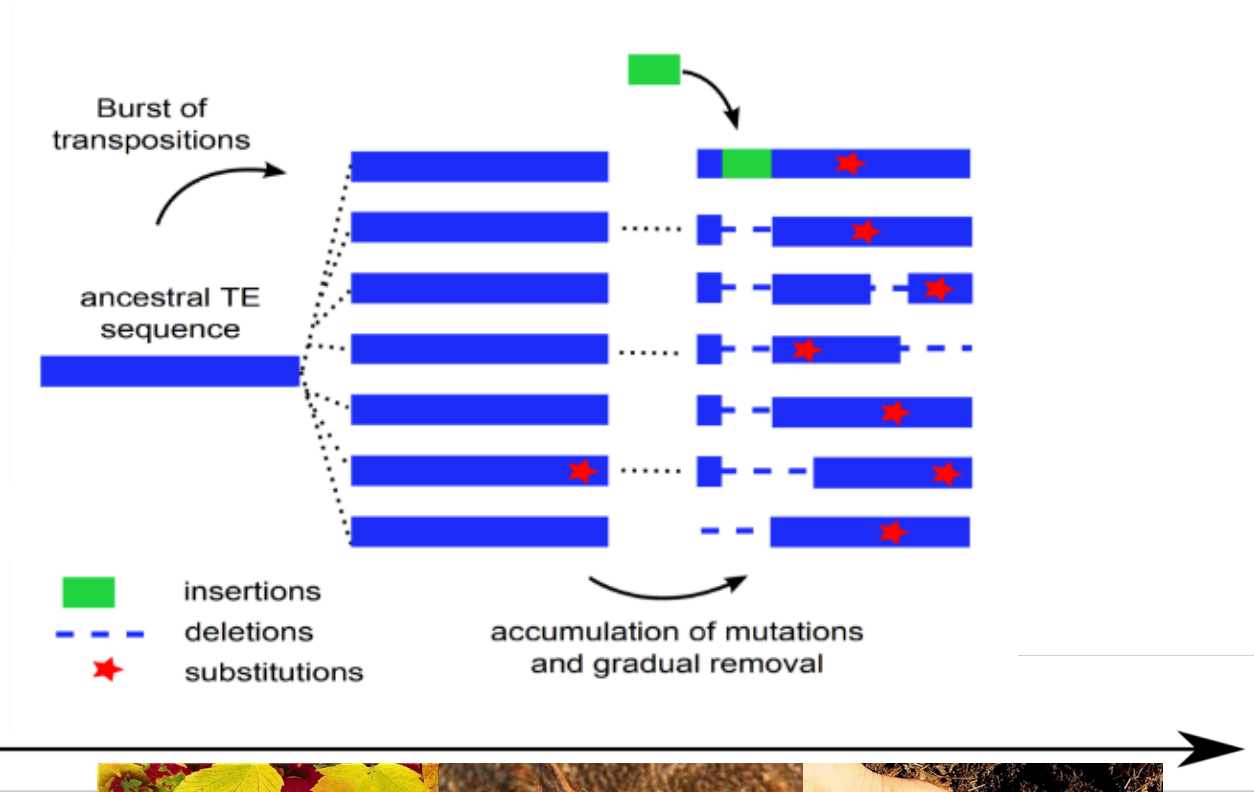 Burst of
transpositions
ancestral TE
sequence
insertions
deletions
substitutions
accumulation of mutations
and gradual removal